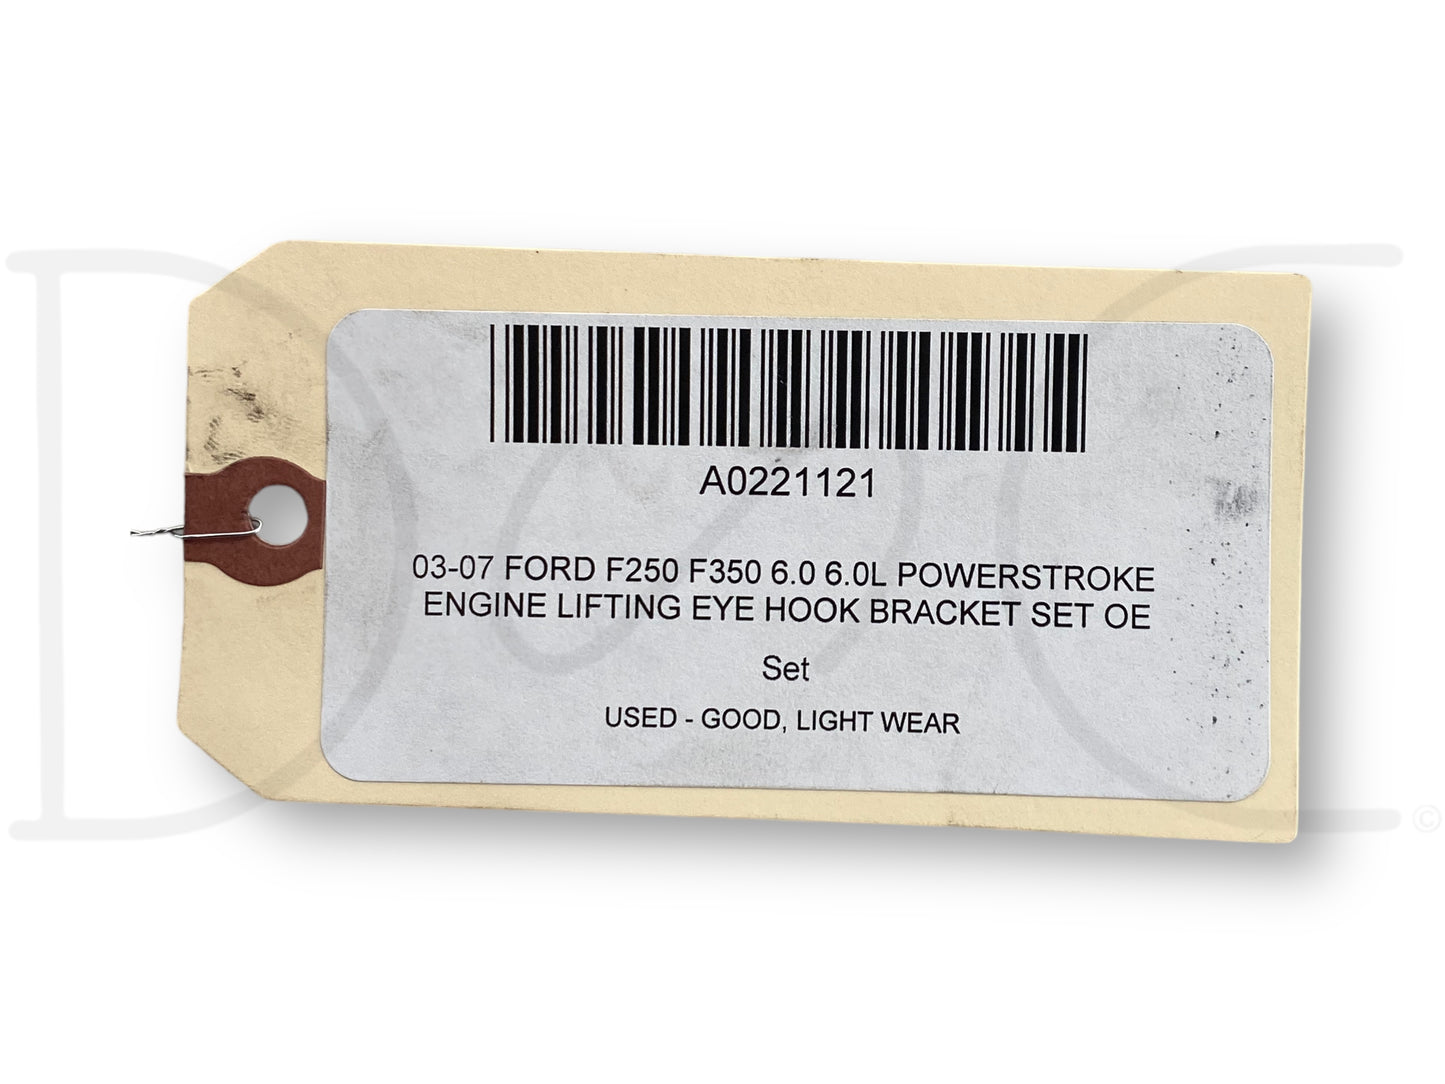 A0221121
03-07 FORD F250 F350 6.0 6.0L POWERSTROKE
ENGINE LIFTING EYE HOOK BRACKET SET OE
Set
USED - GOOD, LIGHT WEAR
D C ©